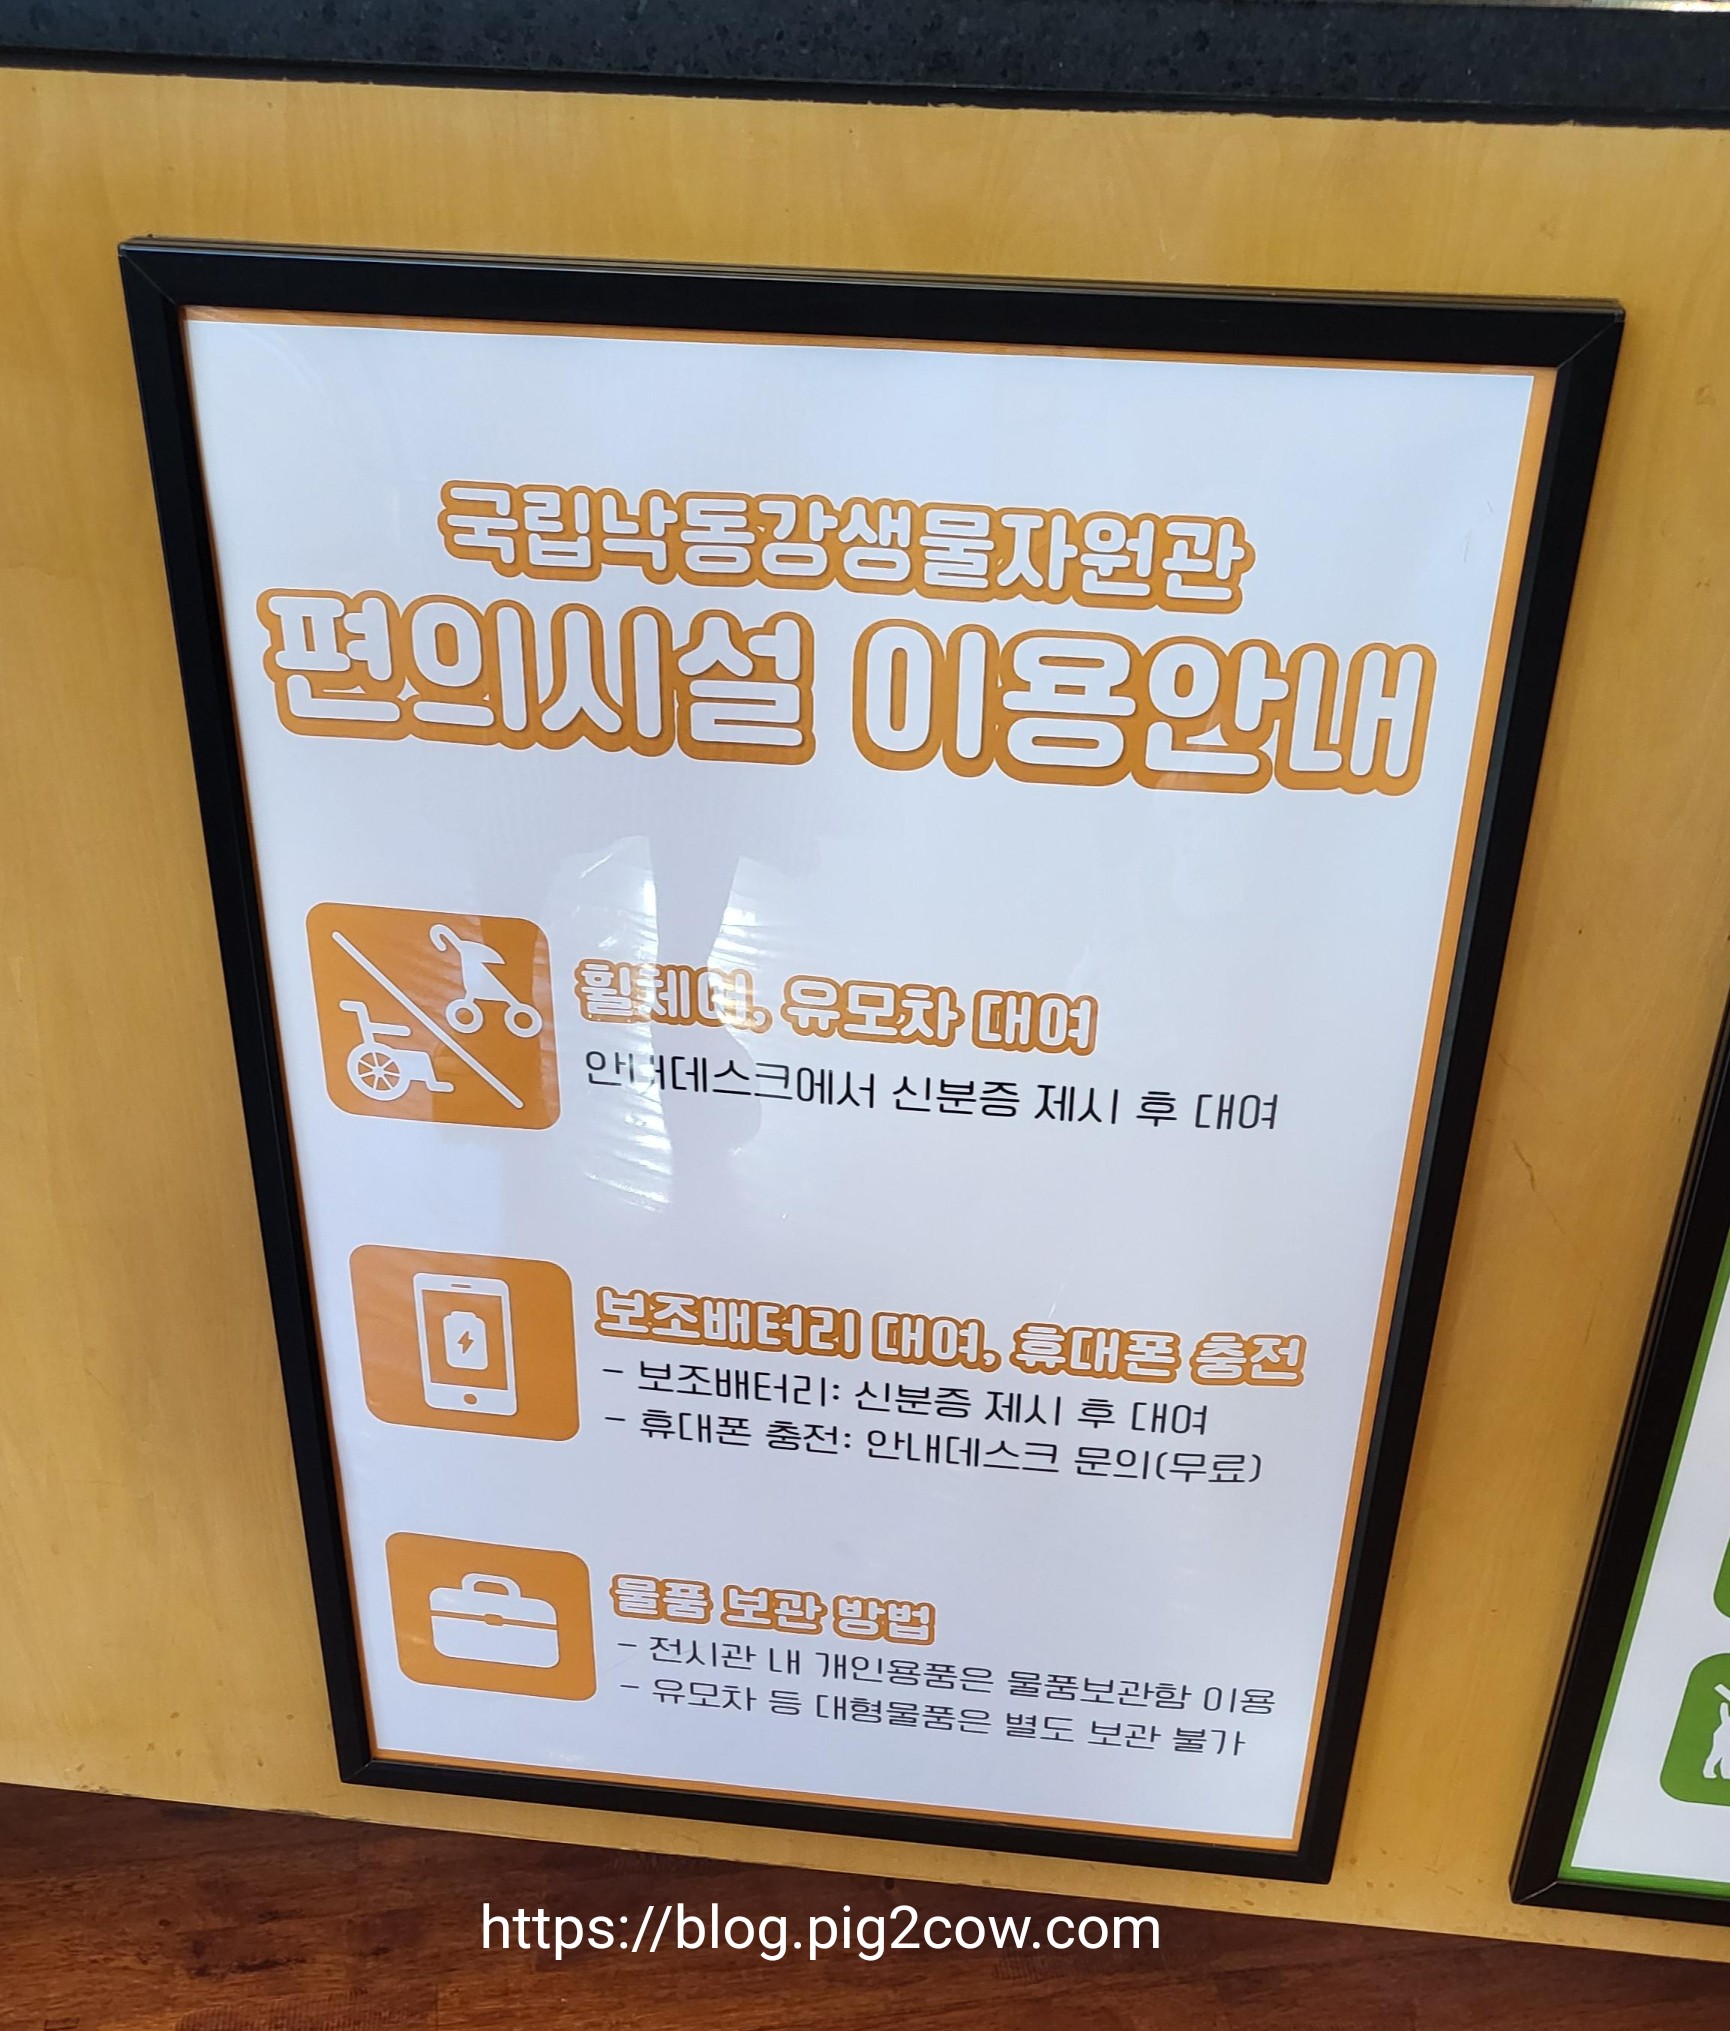 국립낙동강생물자원관
편의시설 이용안내
휠체어, 유모차 대여
안내데스크에서 신분증 제시 후 대여
보조배터리 대여, 휴대폰 충전
- 보조배터리: 신분증 제시 후 대여
- 휴대폰 충전: 안내데스크 문의(무료)
물품 보관 방법
- 전시관 내 개인용품은 물품보관함 이용
- 유모차 등 대형물품은 별도 보관 불가
https://blog.pig2cow.com